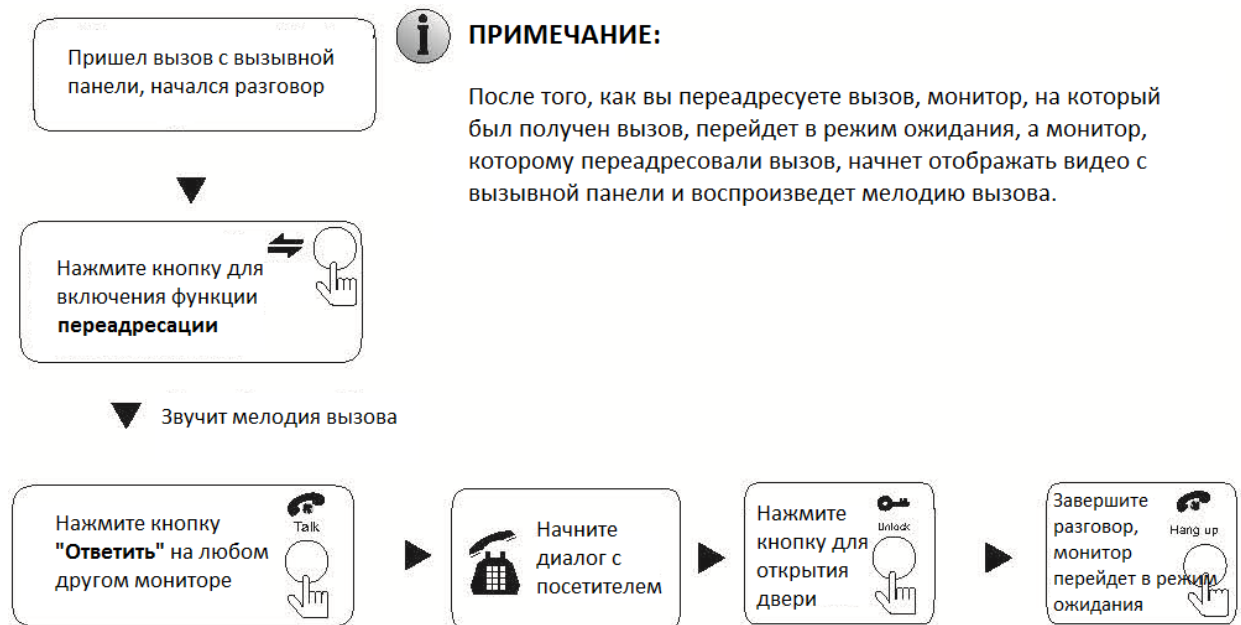 Пришел вызов с вызывной
панели, начался разговор
ПРИМЕЧАНИЕ:
После того, как вы переадресуете вызов, монитор, на который
был получен вызов, перейдет в режим ожидания, а монитор,
которому переадресовали вызов, начнет отображать видео с
вызывной панели и воспроизведет мелодию вызова.
Нажмите кнопку для
включения функции
переадресации
Звучит мелодия вызова
Нажмите кнопку
"Ответить" на любом
другом мониторе
Talk
Начните
диалог с
посетителем
Нажмите
кнопку для
открытия
двери
Unlock
Завершите
разговор,
монитор
перейдет в режим
ожидания
Hang up